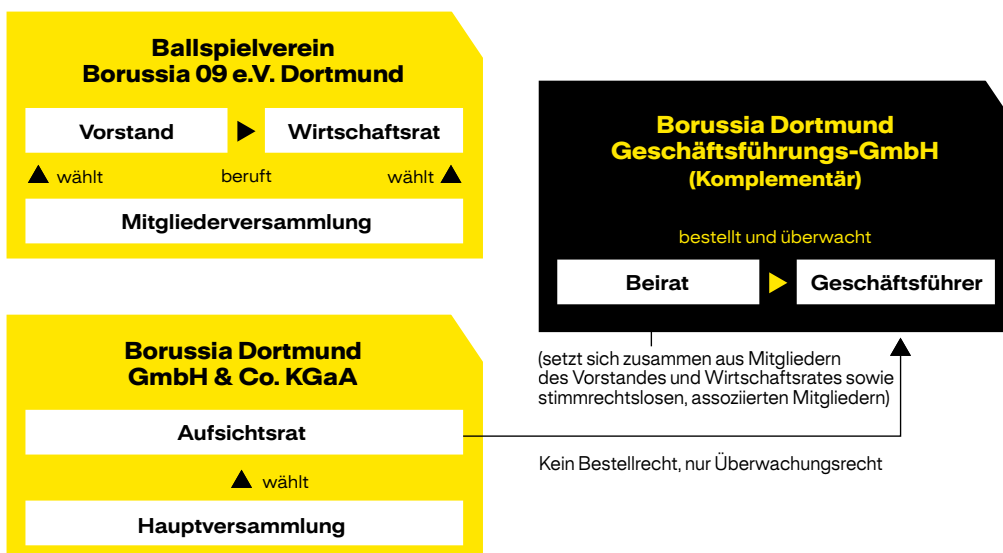 Ballspielverein
Borussia 09 e.V. Dortmund
Vorstand
Wirtschaftsrat
wählt
beruft
wählt
Mitgliederversammlung
Borussia Dortmund
Geschäftsführungs-GmbH
(Komplementär)
bestellt und überwacht
Beirat
Geschäftsführer
(setzt sich zusammen aus Mitgliedern
des Vorstandes und Wirtschaftsrates sowie
stimmrechtslosen, assoziierten Mitgliedern)
Borussia Dortmund
GmbH & Co. KGaA
Aufsichtsrat
wählt
Hauptversammlung
Kein Bestellrecht, nur Überwachungsrecht